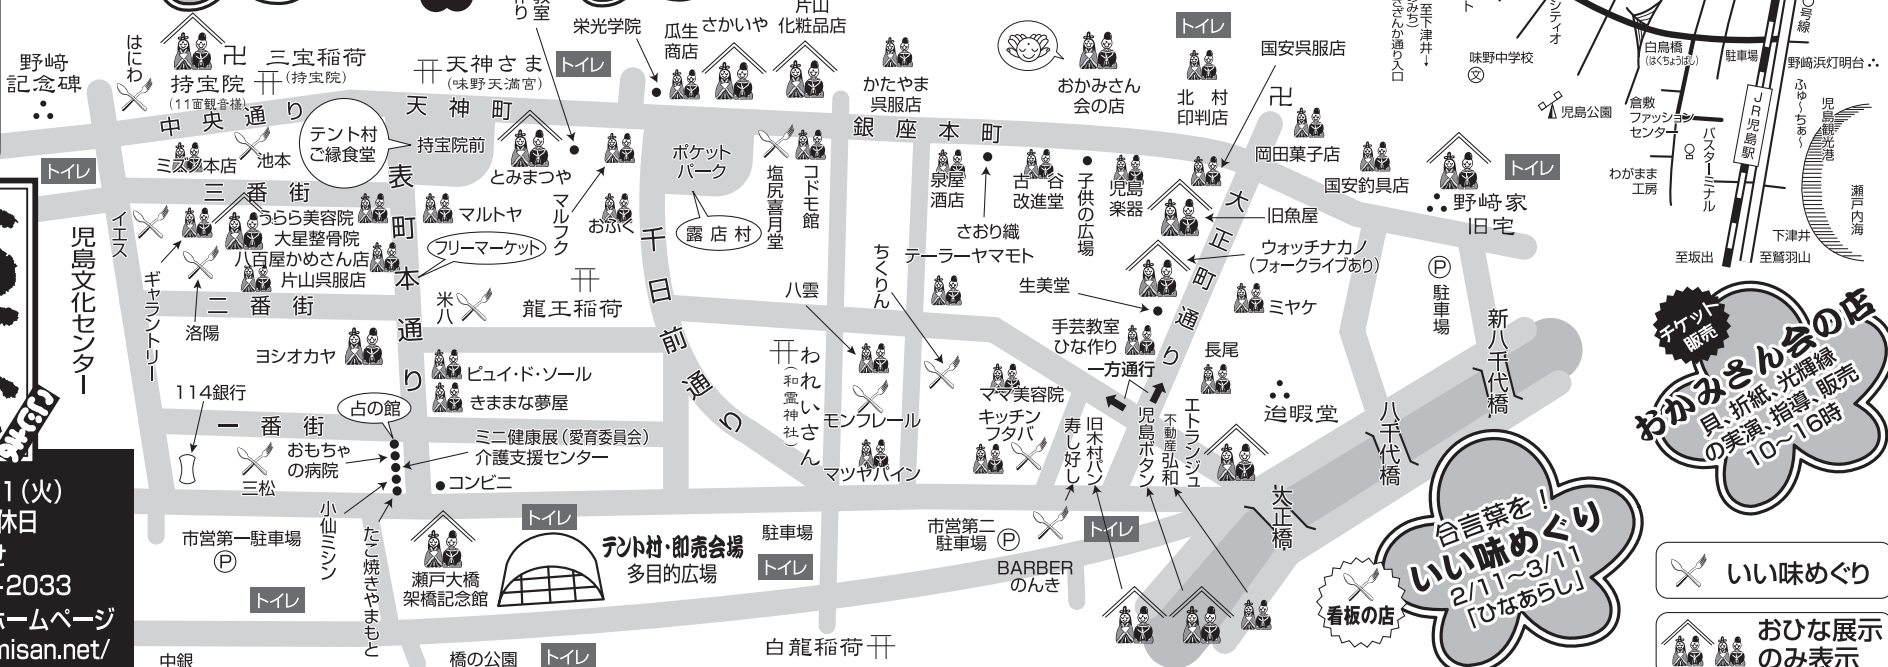 野﨑
記念碑
はにわ
卍
持宝院
(11面観音様)
三宝稲荷
(持宝院)
天神さま
(味野天満宮)
トイレ
栄光学院
瓜生
商店
さかいや
片山
化粧品店
かたやま
呉服店
おかみさん
会の店
トイレ
北村
印判店
国安呉服店
卍
岡田菓子店
国安釣具店
野﨑家
旧宅
トイレ
至下津井→
味野中学校
文
児島公園
白鳥橋
(はくちょうばし)
駐車場
号線
野﨑浜灯明台
JR児島駅
倉敷
ファッション
センター
バスターミナル
わがまま
工房
ふゅ〜ちぁ〜
児島観光港
瀬戸内海
下津井
至坂出
至鷲羽山
中央通り
天神町
銀座本町
トイレ
ミズ
本店
池本
テント村
ご縁食堂
持宝院前
とみまつや
マルフク
おふく
ポケット
パーク
露店村
塩尻喜月堂
コドモ館
泉屋
酒店
さおり織
古谷
改進堂
子供の広場
児島
楽器
旧魚屋
ウォッチナカノ
(フォークライブあり)
大正町通り
三番街
イエス
うらら美容院
大星整骨院
八百屋かめさん店
片山呉服店
マルトヤ
フリーマーケット
表町本通り
千日前通り
児島文化センター
ギャラントリー
洛陽
二番街
米八
龍王稲荷
ヨシオカヤ
ピュイ・ド・ソール
きままな夢屋
八雲
ちくりん
テーラーヤマモト
生美堂
ミヤケ
手芸教室
ひな作り
一方通行
長尾
P
駐車場
新八千代橋
われいさん
(和霊神社)
モンフレール
マツヤパイン
ママ美容院
キッチン
フタバ
寿し好し
旧木村パン
児島ボタン
不動産弘和
エトランジュ
迨暇堂
八千代橋
大正橋
114銀行
占の館
一番街
おもちゃ
の病院
三松
ミニ健康展(愛育委員会)
介護支援センター
コンビニ
小仙ミシン
たこ焼きやまもと
市営第一駐車場
P
トイレ
瀬戸大橋
架橋記念館
トイレ
テント村・即売会場
多目的広場
駐車場
トイレ
市営第二
駐車場
P
トイレ
BARBER
のんき
白龍稲荷
中銀
橋の公園
トイレ
1(火)
休日
せ
-2033
ホームページ
misan.net/
チケット
販売
おかみさん会の店
貝、折紙、光輝縁
の実演、指導、販売
10〜16時
合言葉を!
いい味めぐり
2/11〜3/11
「ひなあらし」
看板の店
いい味めぐり
おひな展示
のみ表示